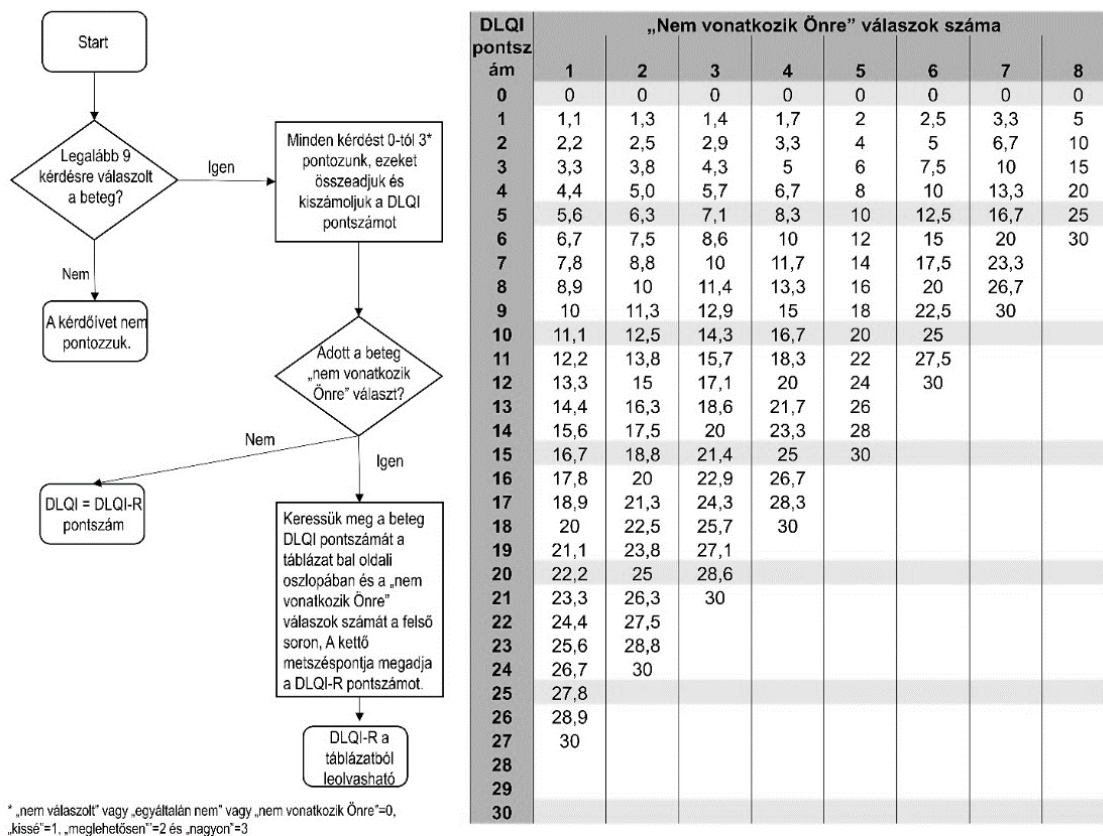 Start
Legalább 9
kérdésre válaszolt
a beteg?
Igen
Nem
A kérdőívet nem
pontozzuk.
Minden kérdést 0-tól 3*
pontozunk, ezeket
összeadjuk és
kiszámoljuk a DLQI
pontszámot
Adott a beteg
„nem vonatkozik
Önre” választ?
Nem
Igen
DLQI = DLQI-R
pontszám
Keressük meg a beteg
DLQI pontszámát a
táblázat bal oldali
oszlopában és a „nem
vonatkozik Önre”
válaszok számát a felső
soron, A kettő
metszéspontja megadja
a DLQI-R pontszámot.
DLQI-R a
táblázatból
leolvasható
* „nem válaszolt” vagy „egyáltalán nem” vagy „nem vonatkozik Önre”=0,
„kissé”=1, „meglehetősen”=2 és „nagyon”=3
DLQI
pontsz
ám
„Nem vonatkozik Önre” válaszok száma
1 2 3 4 5 6 7 8
0 0 0 0 0 0 0 0 0
1 1,1 1,3 1,4 1,7 2 2,5 3,3 5
2 2,2 2,5 2,9 3,3 4 5 6,7 10
3 3,3 3,8 4,3 5 6 7,5 10 15
4 4,4 5,0 5,7 6,7 8 10 13,3 20
5 5,6 6,3 7,1 8,3 10 12,5 16,7 25
6 6,7 7,5 8,6 10 12 15 20 30
7 7,8 8,8 10 11,7 14 17,5 23,3
8 8,9 10 11,4 13,3 16 20 26,7
9 10 11,3 12,9 15 18 22,5 30
10 11,1 12,5 14,3 16,7 20 25
11 12,2 13,8 15,7 18,3 22 27,5
12 13,3 15 17,1 20 24 30
13 14,4 16,3 18,6 21,7 26
14 15,6 17,5 20 23,3 28
15 16,7 18,8 21,4 25 30
16 17,8 20 22,9 26,7
17 18,9 21,3 24,3 28,3
18 20 22,5 25,7 30
19 21,1 23,8 27,1
20 22,2 25 28,6
21 23,3 26,3 30
22 24,4 27,5
23 25,6 28,8
24 26,7 30
25 27,8
26 28,9
27 30
28
29
30